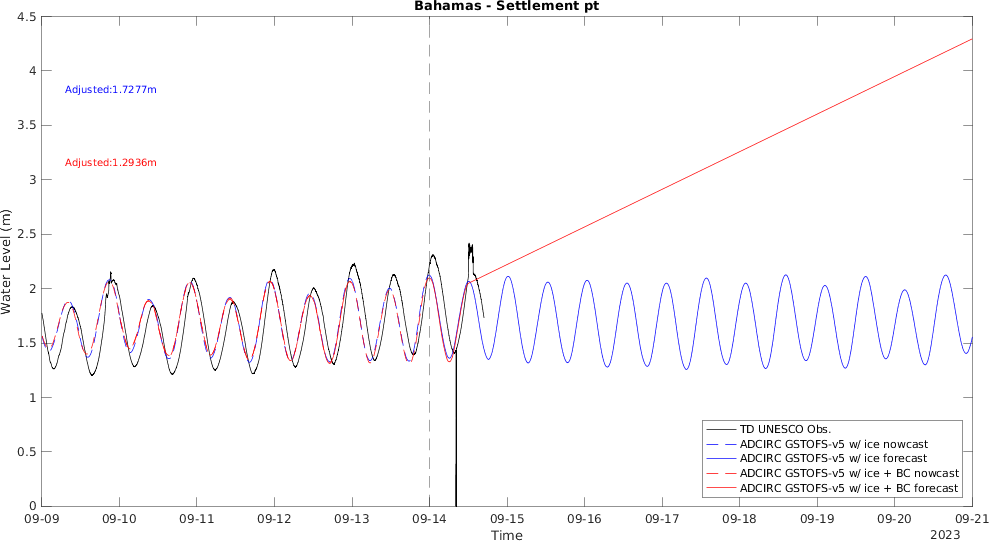 Bahamas - Settlement pt
4.5
4
3.5
3
2.5
2
1.5
1
0.5
0
Water Level (m)
Adjusted:1.7277m
Adjusted:1.2936m
TD UNESCO Obs.
ADCIRC GSTOFS-v5 w/ ice nowcast
ADCIRC GSTOFS-v5 w/ ice forecast
ADCIRC GSTOFS-v5 w/ ice + BC nowcast
ADCIRC GSTOFS-v5 w/ ice + BC forecast
09-09 09-10 09-11 09-12 09-13 09-14 09-15 09-16 09-17 09-18 09-19 09-20 09-21
Time
2023